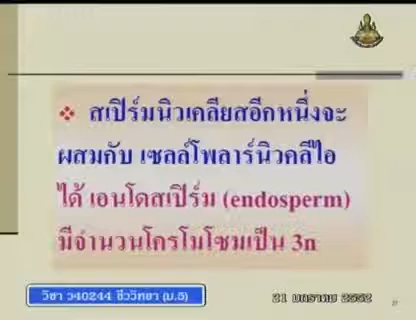 ❖ สเปิร์มนิวเคลียสอีกหนึ่งจะ
ผสมกับ เซลล์โพลาร์นิวคลีไอ
ได้ เอนโดสเปิร์ม (endosperm)
มีจำนวนโครโมโซมเป็น 3n
วิชา ว40244 ชีววิทยา (ม.5)
21 มกราคม 2552